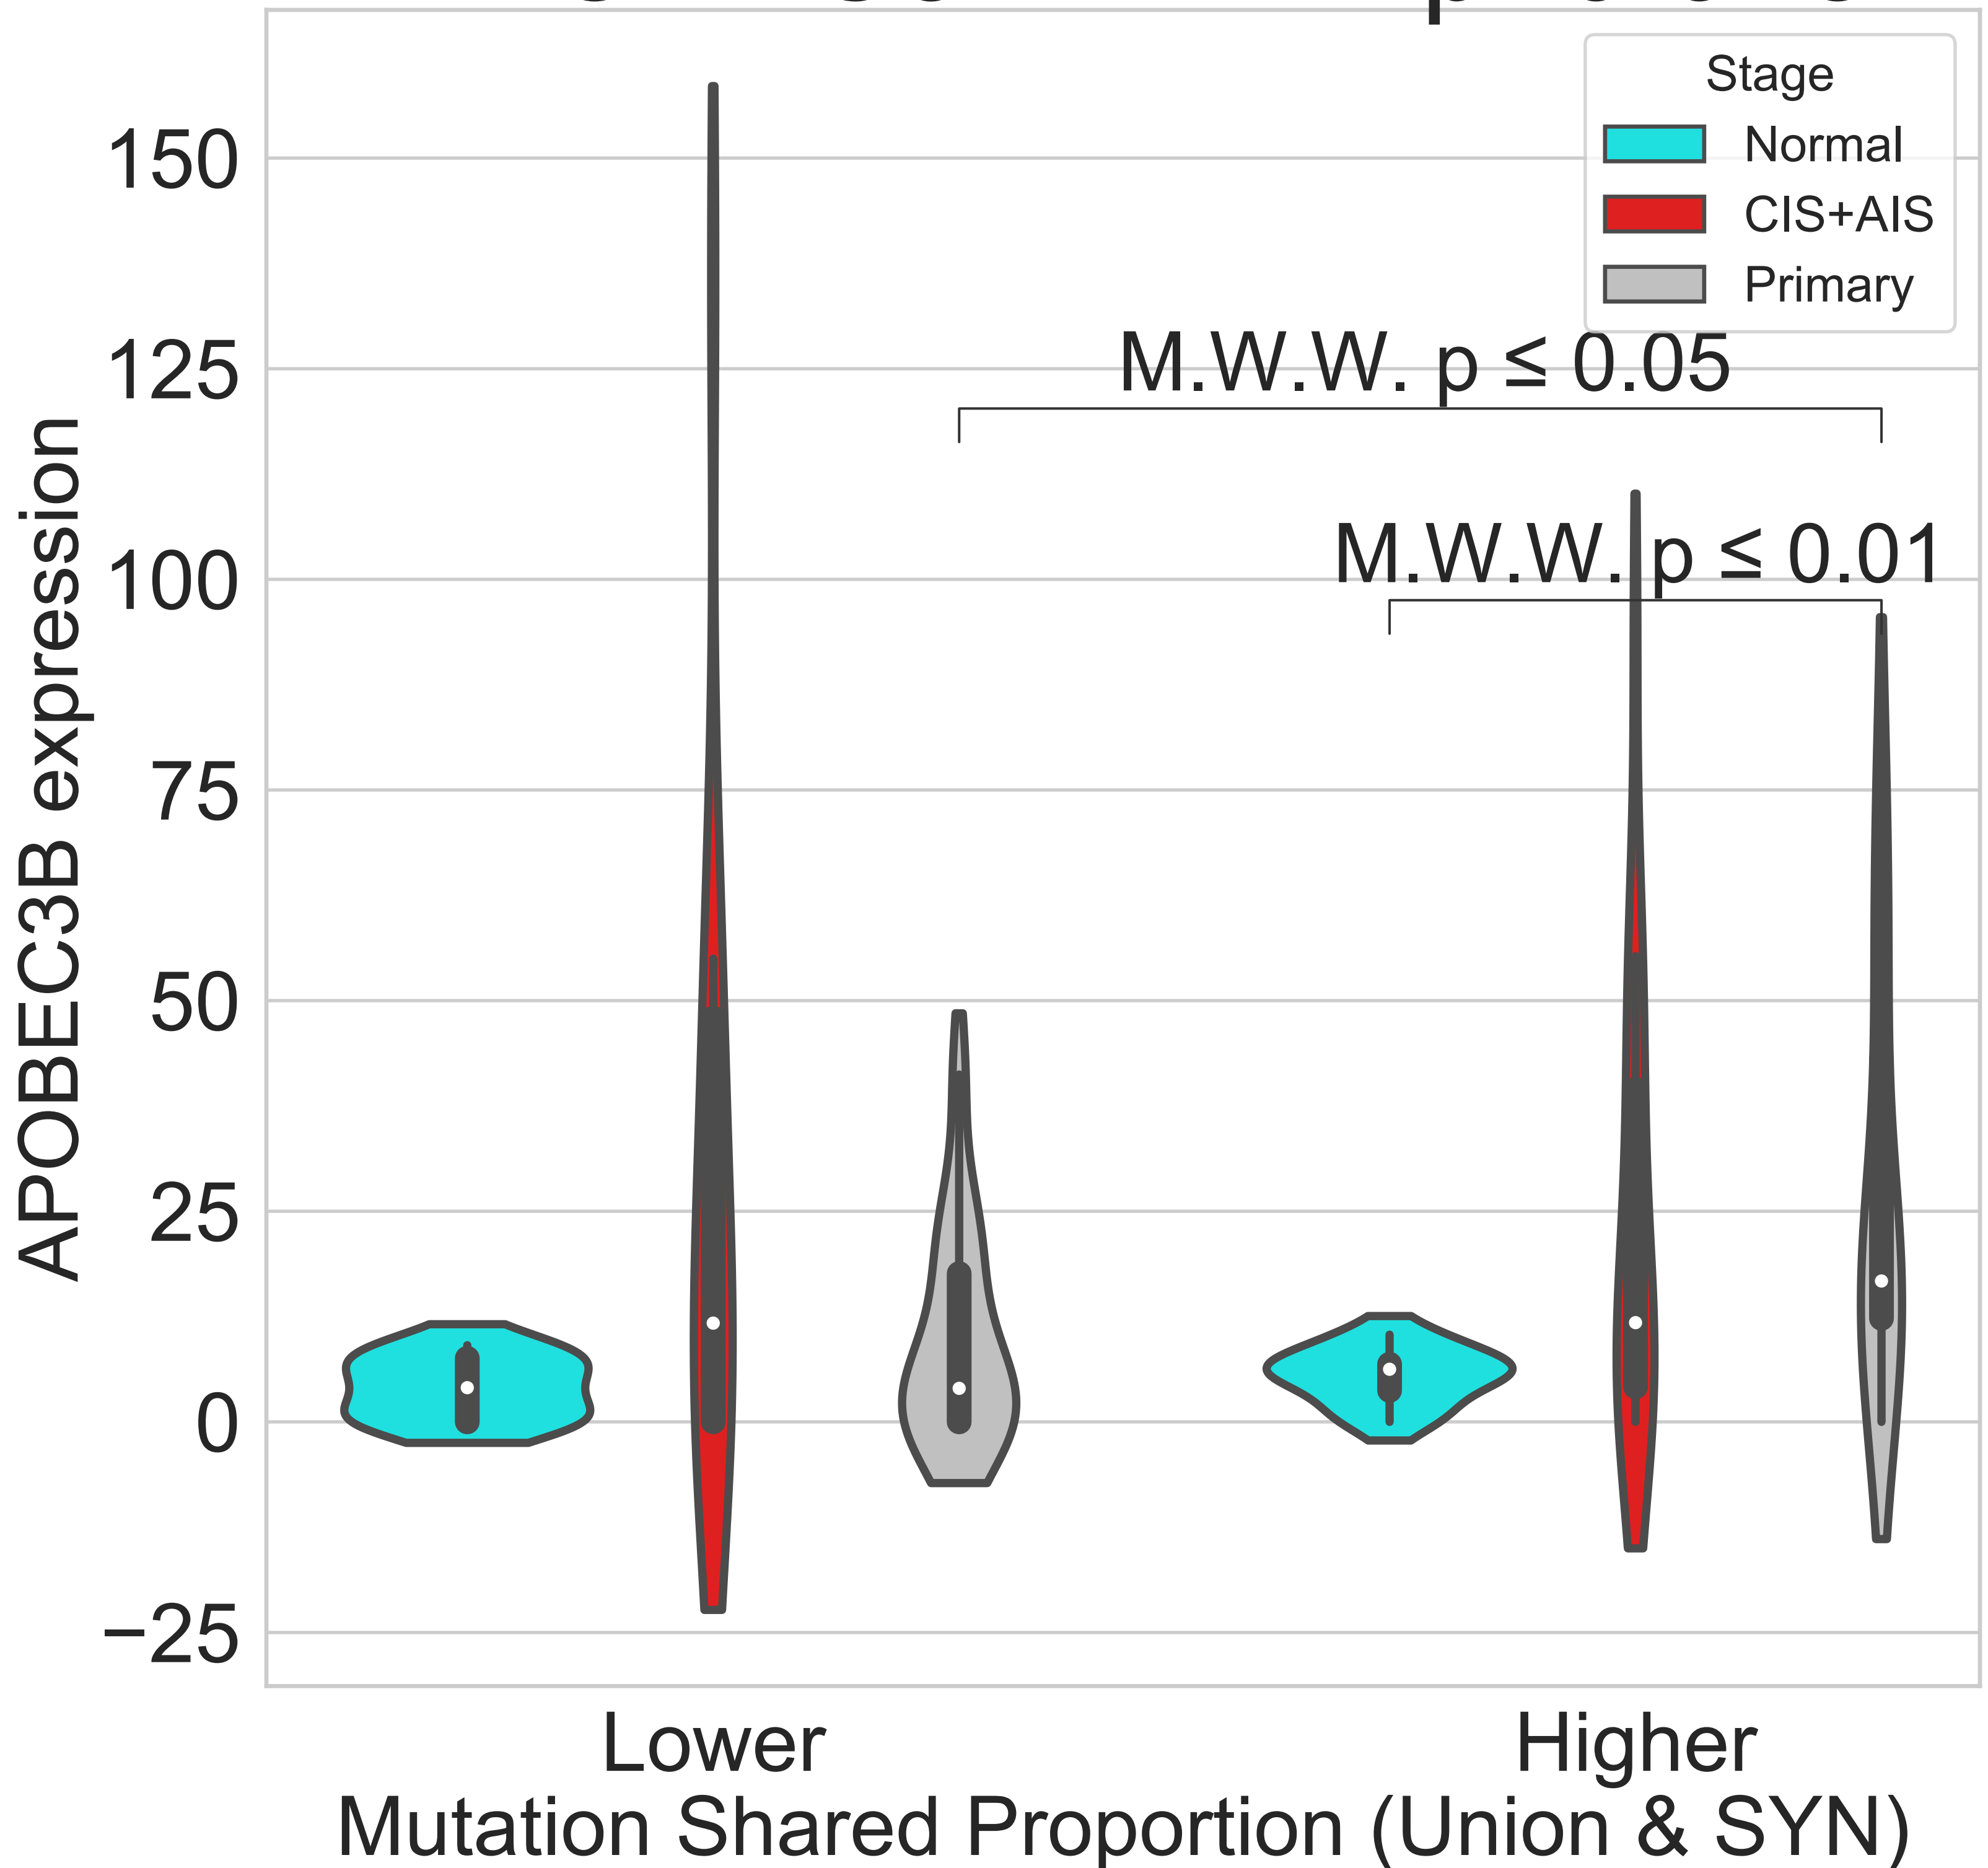 Stage
Normal
CIS+AIS
Primary
M.W.W. p ≤ 0.05
M.W.W. p ≤ 0.01
APOBEC3B expression
150
125
100
75
50
25
0
−25
Lower
Higher
Mutation Shared Proportion (Union & SYN)